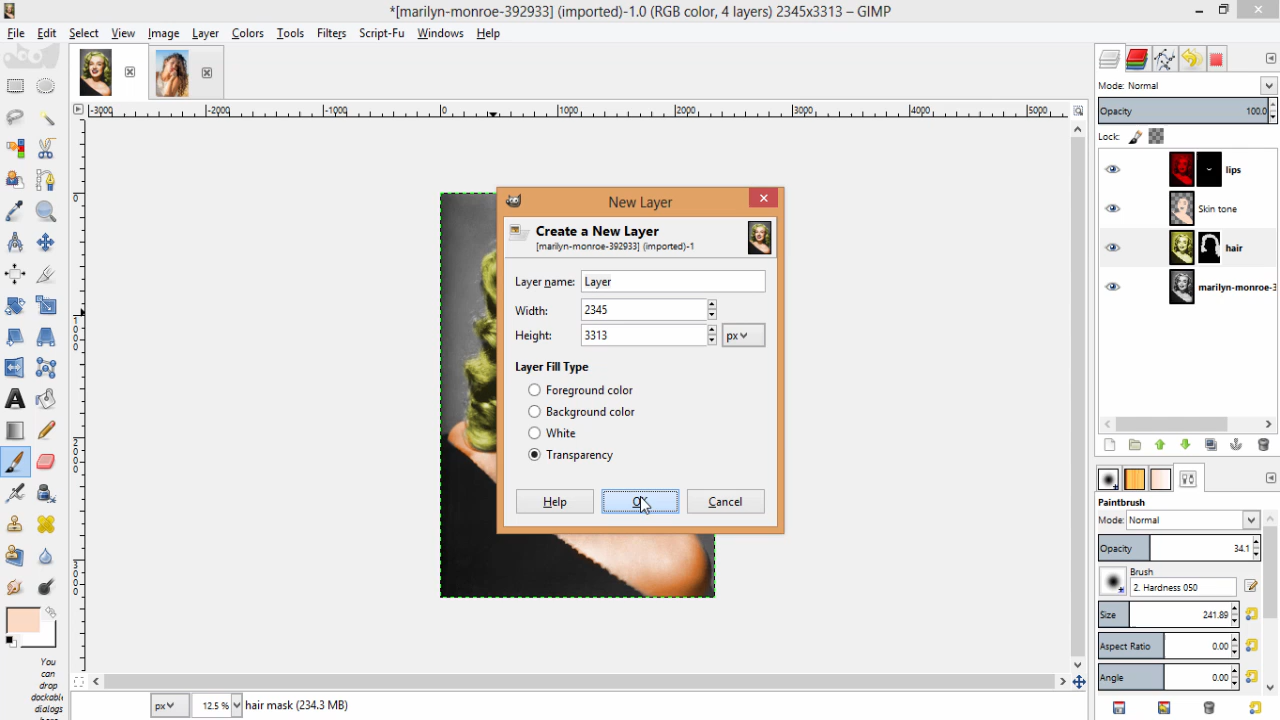 *[marilyn-monroe-392933] (imported)-1.0 (RGB color, 4 layers) 2345x3313 – GIMP
File Edit Select View Image Layer Colors Tools Filters Script-Fu Windows Help
Mode: Normal
-3000 -2000 -1000 0 1000 2000 3000 4000 5000
Opacity 100.0
Lock:
0
1000
2000
3000
New Layer
Create a New Layer
[marilyn-monroe-392933] (imported)-1
Layer name: Layer
Width: 2345
Height: 3313 px
Layer Fill Type
Foreground color
Background color
White
Transparency
Help Cancel
lips
Skin tone
hair
marilyn-monroe-3
Paintbrush
Mode: Normal
Opacity 34.1
Brush
2. Hardness 050
Size 241.89
Aspect Ratio 0.00
Angle 0.00
You
can
drop
dockabl
dialogs
px 12.5 % hair mask (234.3 MB)